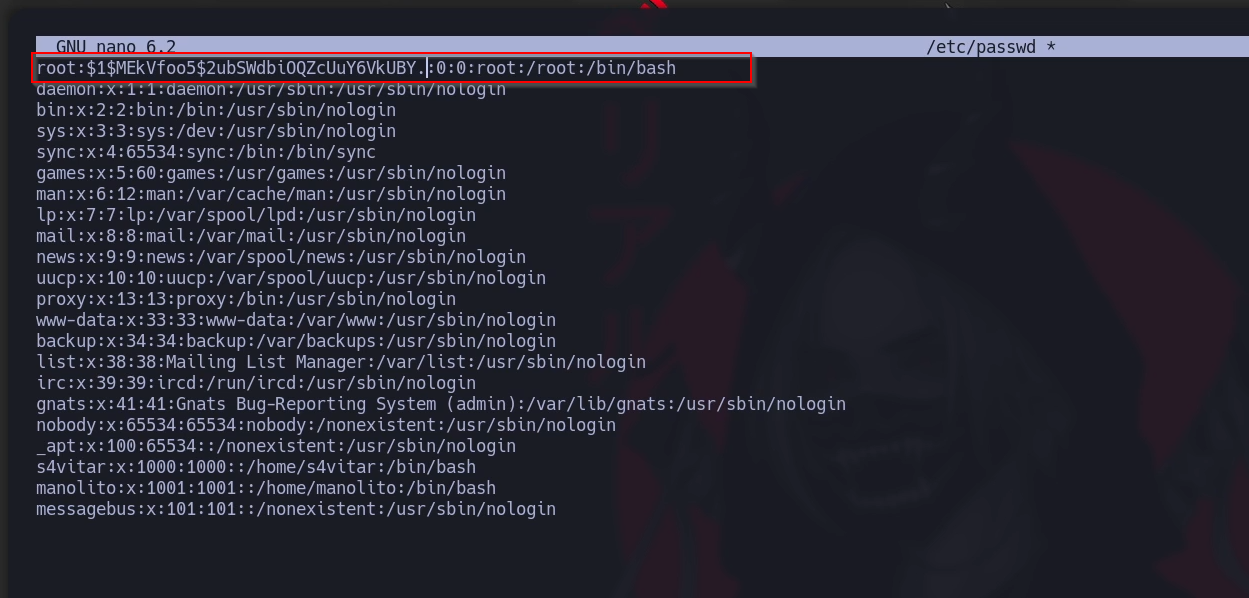 GNU nano 6.2 /etc/passwd *
root:$1$MEkVfoo5$2ubSWdbiOQZcUuY6VkUBY.:0:0:root:/root:/bin/bash
daemon:x:1:1:daemon:/usr/sbin:/usr/sbin/nologin
bin:x:2:2:bin:/bin:/usr/sbin/nologin
sys:x:3:3:sys:/dev:/usr/sbin/nologin
sync:x:4:65534:sync:/bin:/bin/sync
games:x:5:60:games:/usr/games:/usr/sbin/nologin
man:x:6:12:man:/var/cache/man:/usr/sbin/nologin
lp:x:7:7:lp:/var/spool/lpd:/usr/sbin/nologin
mail:x:8:8:mail:/var/mail:/usr/sbin/nologin
news:x:9:9:news:/var/spool/news:/usr/sbin/nologin
uucp:x:10:10:uucp:/var/spool/uucp:/usr/sbin/nologin
proxy:x:13:13:proxy:/bin:/usr/sbin/nologin
www-data:x:33:33:www-data:/var/www:/usr/sbin/nologin
backup:x:34:34:backup:/var/backups:/usr/sbin/nologin
list:x:38:38:Mailing List Manager:/var/list:/usr/sbin/nologin
irc:x:39:39:ircd:/run/ircd:/usr/sbin/nologin
gnats:x:41:41:Gnats Bug-Reporting System (admin):/var/lib/gnats:/usr/sbin/nologin
nobody:x:65534:65534:nobody:/nonexistent:/usr/sbin/nologin
_apt:x:100:65534::/nonexistent:/usr/sbin/nologin
s4vitar:x:1000:1000::/home/s4vitar:/bin/bash
manolito:x:1001:1001::/home/manolito:/bin/bash
messagebus:x:101:101::/nonexistent:/usr/sbin/nologin
リアル